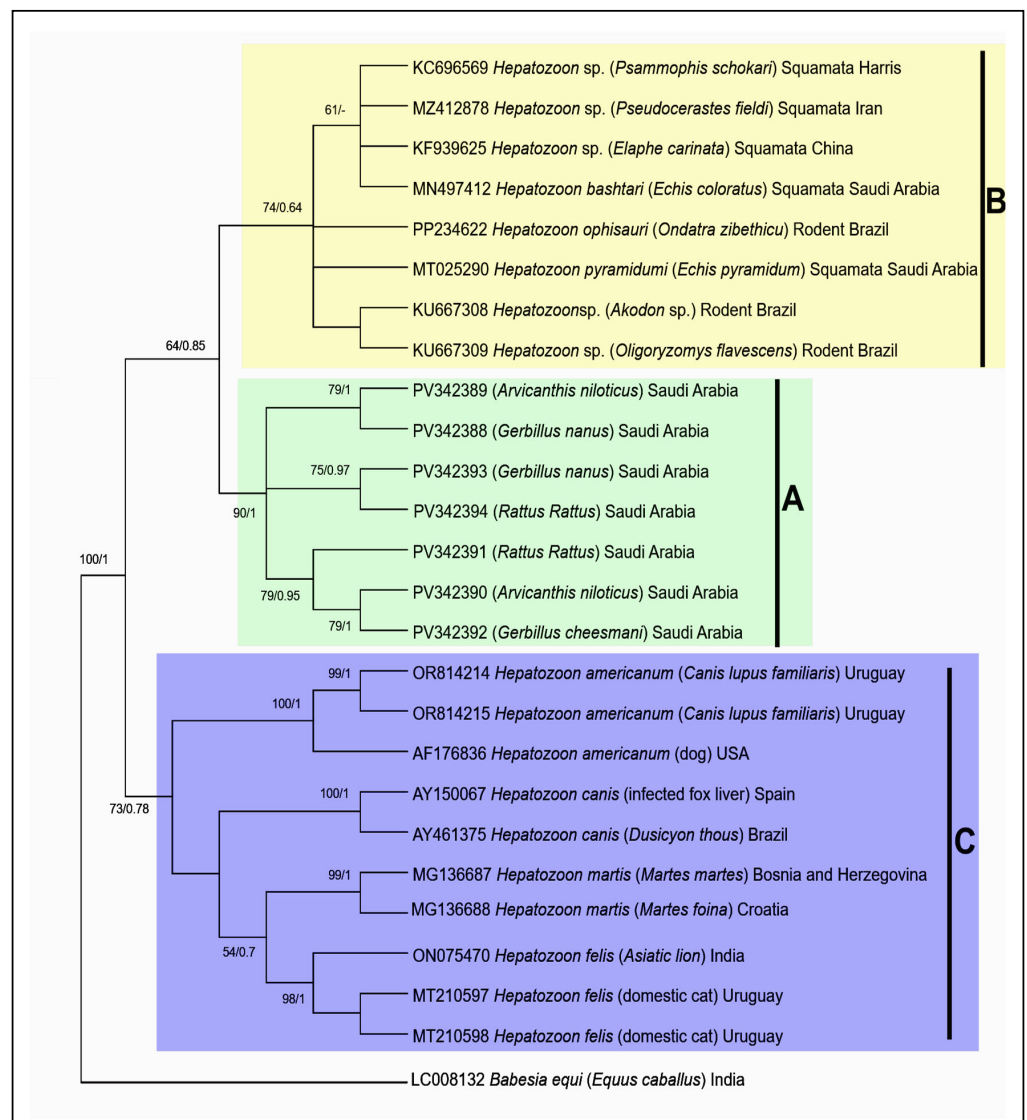 KC696569 Hepatozoon sp. (Psammophis schokari) Squamata Harris
61/-
MZ412878 Hepatozoon sp. (Pseudocerastes fieldi) Squamata Iran
KF939625 Hepatozoon sp. (Elaphe carinata) Squamata China
MN497412 Hepatozoon bashtari (Echis coloratus) Squamata Saudi Arabia
B
74/0.64
PP234622 Hepatozoon ophisauri (Ondatra zibethicu) Rodent Brazil
MT025290 Hepatozoon pyramidumi (Echis pyramidum) Squamata Saudi Arabia
KU667308 Hepatozoonsp. (Akodon sp.) Rodent Brazil
64/0.85
KU667309 Hepatozoon sp. (Oligoryzomys flavescens) Rodent Brazil
79/1
PV342389 (Arvicanthis niloticus) Saudi Arabia
PV342388 (Gerbillus nanus) Saudi Arabia
75/0.97
PV342393 (Gerbillus nanus) Saudi Arabia
A
90/1
PV342394 (Rattus Rattus) Saudi Arabia
PV342391 (Rattus Rattus) Saudi Arabia
100/1
79/0.95
PV342390 (Arvicanthis niloticus) Saudi Arabia
79/1
PV342392 (Gerbillus cheesmani) Saudi Arabia
99/1
OR814214 Hepatozoon americanum (Canis lupus familiaris) Uruguay
100/1
OR814215 Hepatozoon americanum (Canis lupus familiaris) Uruguay
AF176836 Hepatozoon americanum (dog) USA
100/1
AY150067 Hepatozoon canis (infected fox liver) Spain
73/0.78
AY461375 Hepatozoon canis (Dusicyon thous) Brazil
C
99/1
MG136687 Hepatozoon martis (Martes martes) Bosnia and Herzegovina
MG136688 Hepatozoon martis (Martes foina) Croatia
54/0.7
ON075470 Hepatozoon felis (Asiatic lion) India
98/1
MT210597 Hepatozoon felis (domestic cat) Uruguay
MT210598 Hepatozoon felis (domestic cat) Uruguay
LC008132 Babesia equi (Equus caballus) India